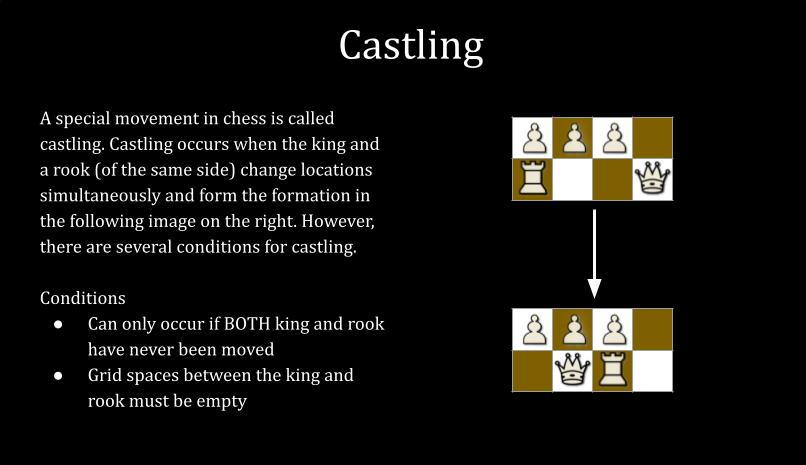 Castling
A special movement in chess is called
castling. Castling occurs when the king and
a rook (of the same side) change locations
simultaneously and form the formation in
the following image on the right. However,
there are several conditions for castling.
Conditions
● Can only occur if BOTH king and rook
have never been moved
● Grid spaces between the king and
rook must be empty